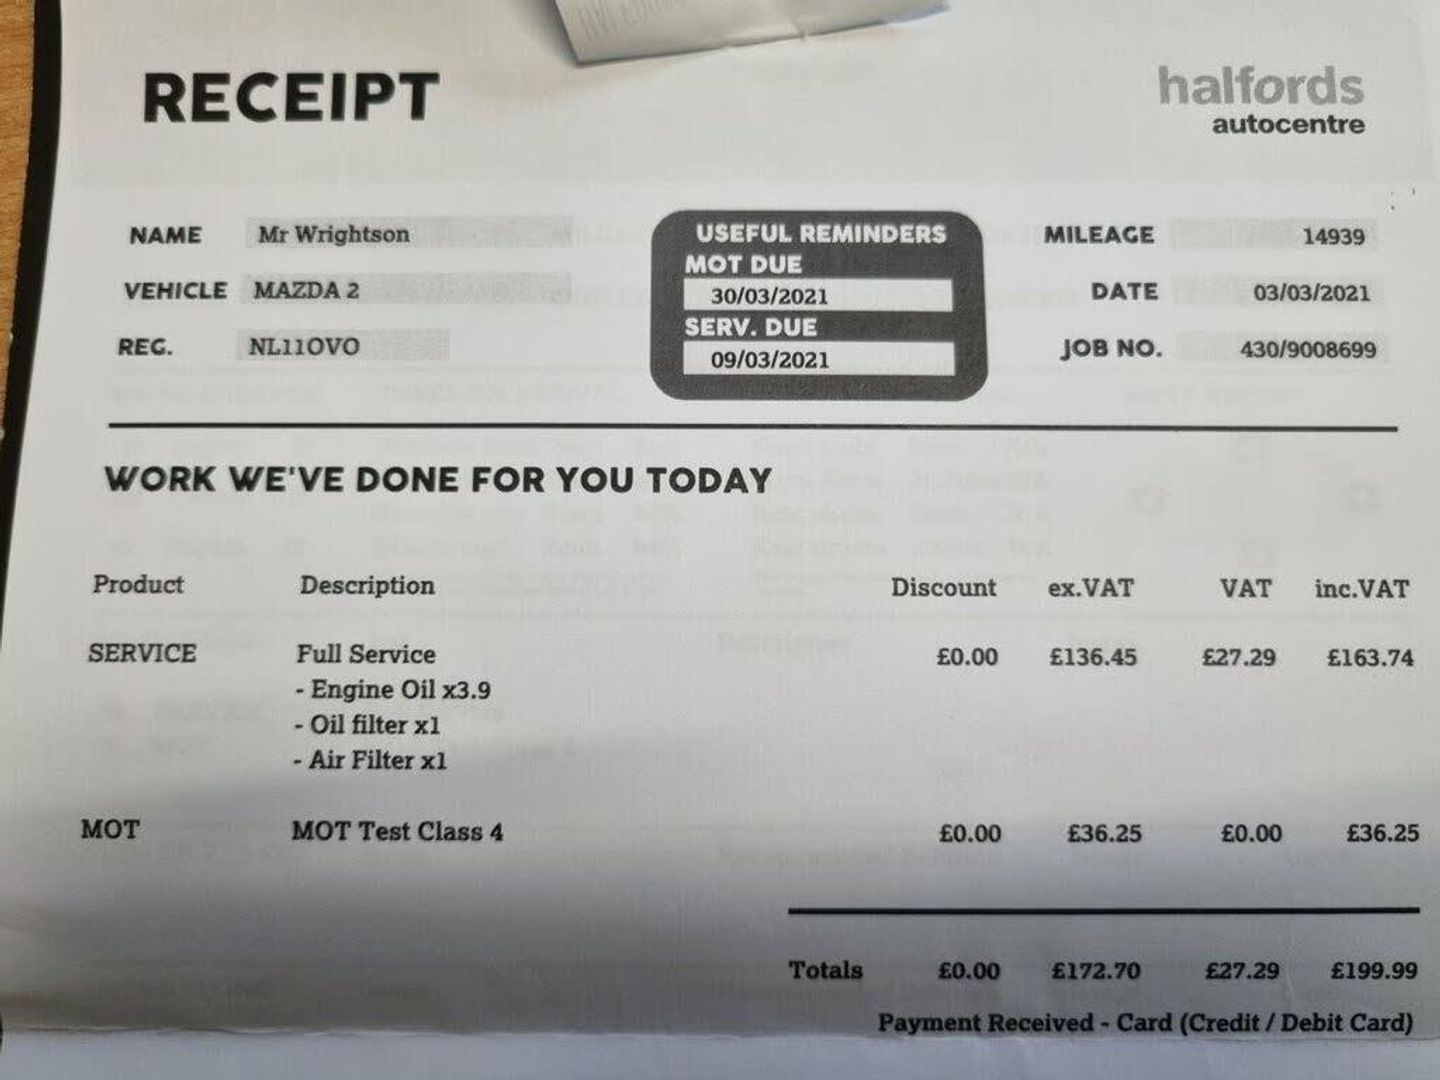 RECEIPT
halfords
autocentre
NAME Mr Wrightson
VEHICLE MAZDA 2
REG. NL11OVO
USEFUL REMINDERS
MOT DUE
30/03/2021
SERV. DUE
09/03/2021
MILEAGE 14939
DATE 03/03/2021
JOB NO. 430/9008699
WORK WE'VE DONE FOR YOU TODAY
Product Description Discount ex.VAT VAT inc.VAT
SERVICE Full Service £0.00 £136.45 £27.29 £163.74
- Engine Oil x3.9
- Oil filter x1
- Air Filter x1
MOT MOT Test Class 4 £0.00 £36.25 £0.00 £36.25
Totals £0.00 £172.70 £27.29 £199.99
Payment Received - Card (Credit / Debit Card)